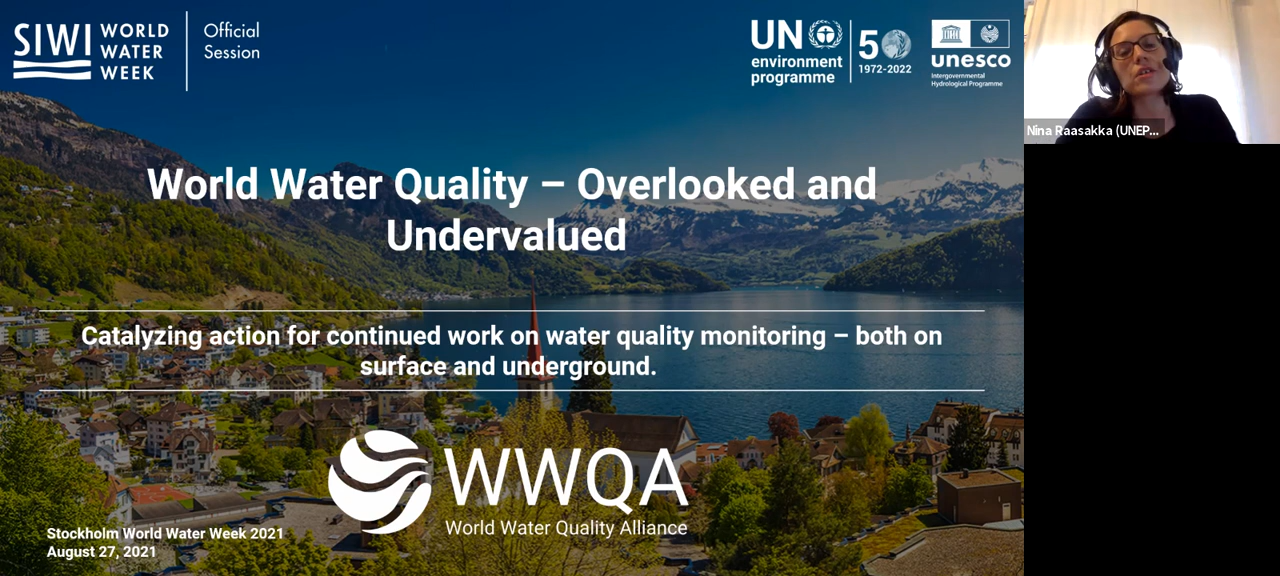 SIWI
WORLD
WATER
WEEK
Official
Session
UN
environment
programme
50
1972-2022
unesco
Intergovernmental
Hydrological Programme
Nina Raasakka (UNEP...
World Water Quality – Overlooked and
Undervalued
Catalyzing action for continued work on water quality monitoring – both on
surface and underground.
WWQA
World Water Quality Alliance
Stockholm World Water Week 2021
August 27, 2021